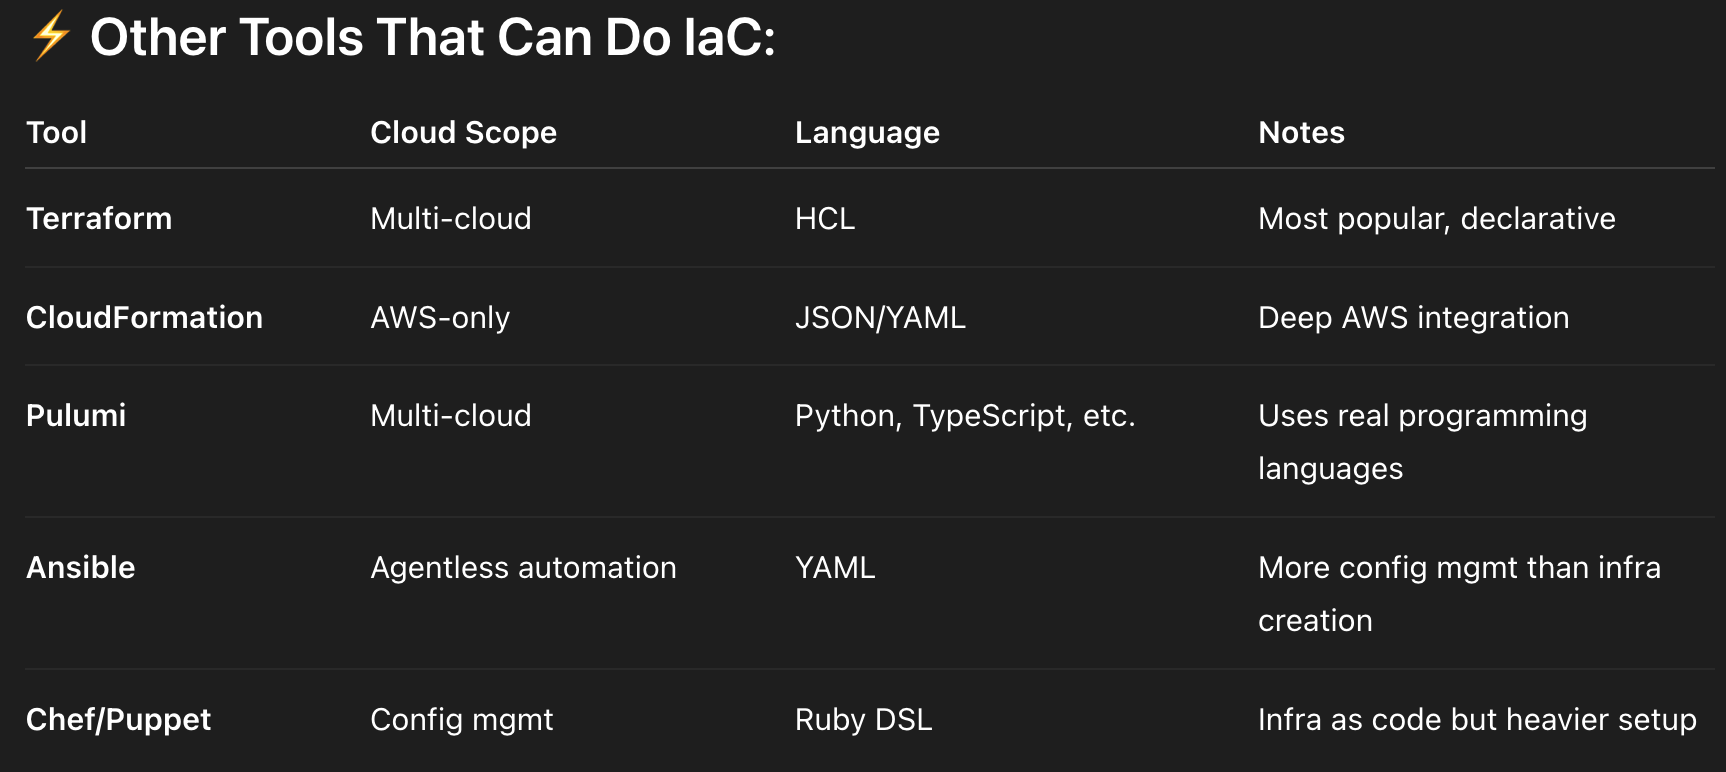 ⚡ Other Tools That Can Do IaC:
Tool Cloud Scope Language Notes
Terraform Multi-cloud HCL Most popular, declarative
CloudFormation AWS-only JSON/YAML Deep AWS integration
Pulumi Multi-cloud Python, TypeScript, etc. Uses real programming
languages
Ansible Agentless automation YAML More config mgmt than infra
creation
Chef/Puppet Config mgmt Ruby DSL Infra as code but heavier setup